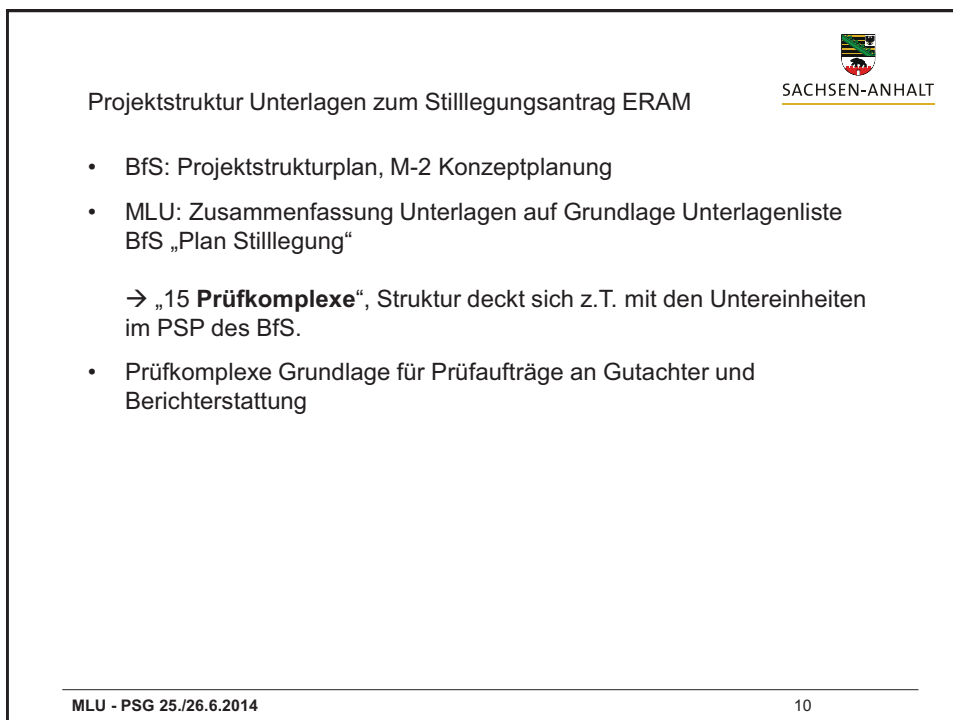 SACHSEN-ANHALT
Projektstruktur Unterlagen zum Stilllegungsantrag ERAM
• BfS: Projektstrukturplan, M-2 Konzeptplanung
• MLU: Zusammenfassung Unterlagen auf Grundlage Unterlagenliste
BfS „Plan Stilllegung“
→ „15 Prüfkomplexe“, Struktur deckt sich z.T. mit den Untereinheiten
im PSP des BfS.
• Prüfkomplexe Grundlage für Prüfaufträge an Gutachter und
Berichterstattung
MLU - PSG 25./26.6.2014 10